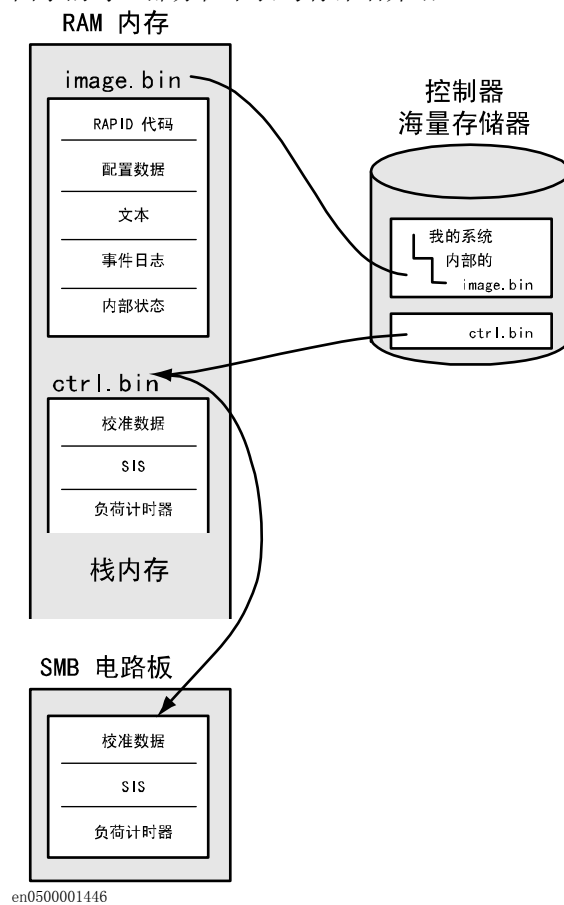 RAM 内存
image.bin
RAPID 代码
配置数据
文本
事件日志
内部状态
ctrl.bin
校准数据
SIS
负荷计时器
栈内存
控制器
海量存储器
我的系统
内部的
image.bin
ctrl.bin
SMB 电路板
校准数据
SIS
负荷计时器
en0500001446